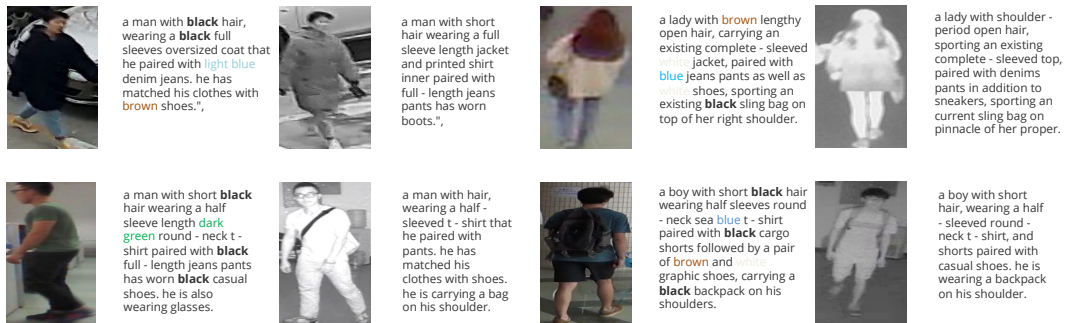 a man with black hair,
wearing a black full
sleeves oversized coat that
he paired with light blue
denim jeans. he has
matched his clothes with
brown shoes.",
a man with short
hair wearing a full
sleeve length jacket
and printed shirt
inner paired with
full - length jeans
pants has worn
boots.",
a lady with brown lengthy
open hair, carrying an
existing complete - sleeved
white jacket, paired with
blue jeans pants as well as
white shoes, sporting an
existing black sling bag on
top of her right shoulder.
a lady with shoulder -
period open hair,
sporting an existing
complete - sleeved top,
paired with denims
pants in addition to
sneakers, sporting an
current sling bag on
pinnacle of her proper.
a man with short black
hair wearing a half
sleeve length dark
green round - neck t -
shirt paired with black
full - length jeans pants
has worn black casual
shoes. he is also
wearing glasses.
a man with hair,
wearing a half -
sleeved t - shirt that
he paired with
pants. he has
matched his
clothes with shoes.
he is carrying a bag
on his shoulder.
a boy with short black hair
wearing half sleeves round
- neck sea blue t - shirt
paired with black cargo
shorts followed by a pair
of brown and white
graphic shoes, carrying a
black backpack on his
shoulders.
a boy with short
hair, wearing a half
- sleeved round -
neck t - shirt, and
shorts paired with
casual shoes. he is
wearing a backpack
on his shoulder.